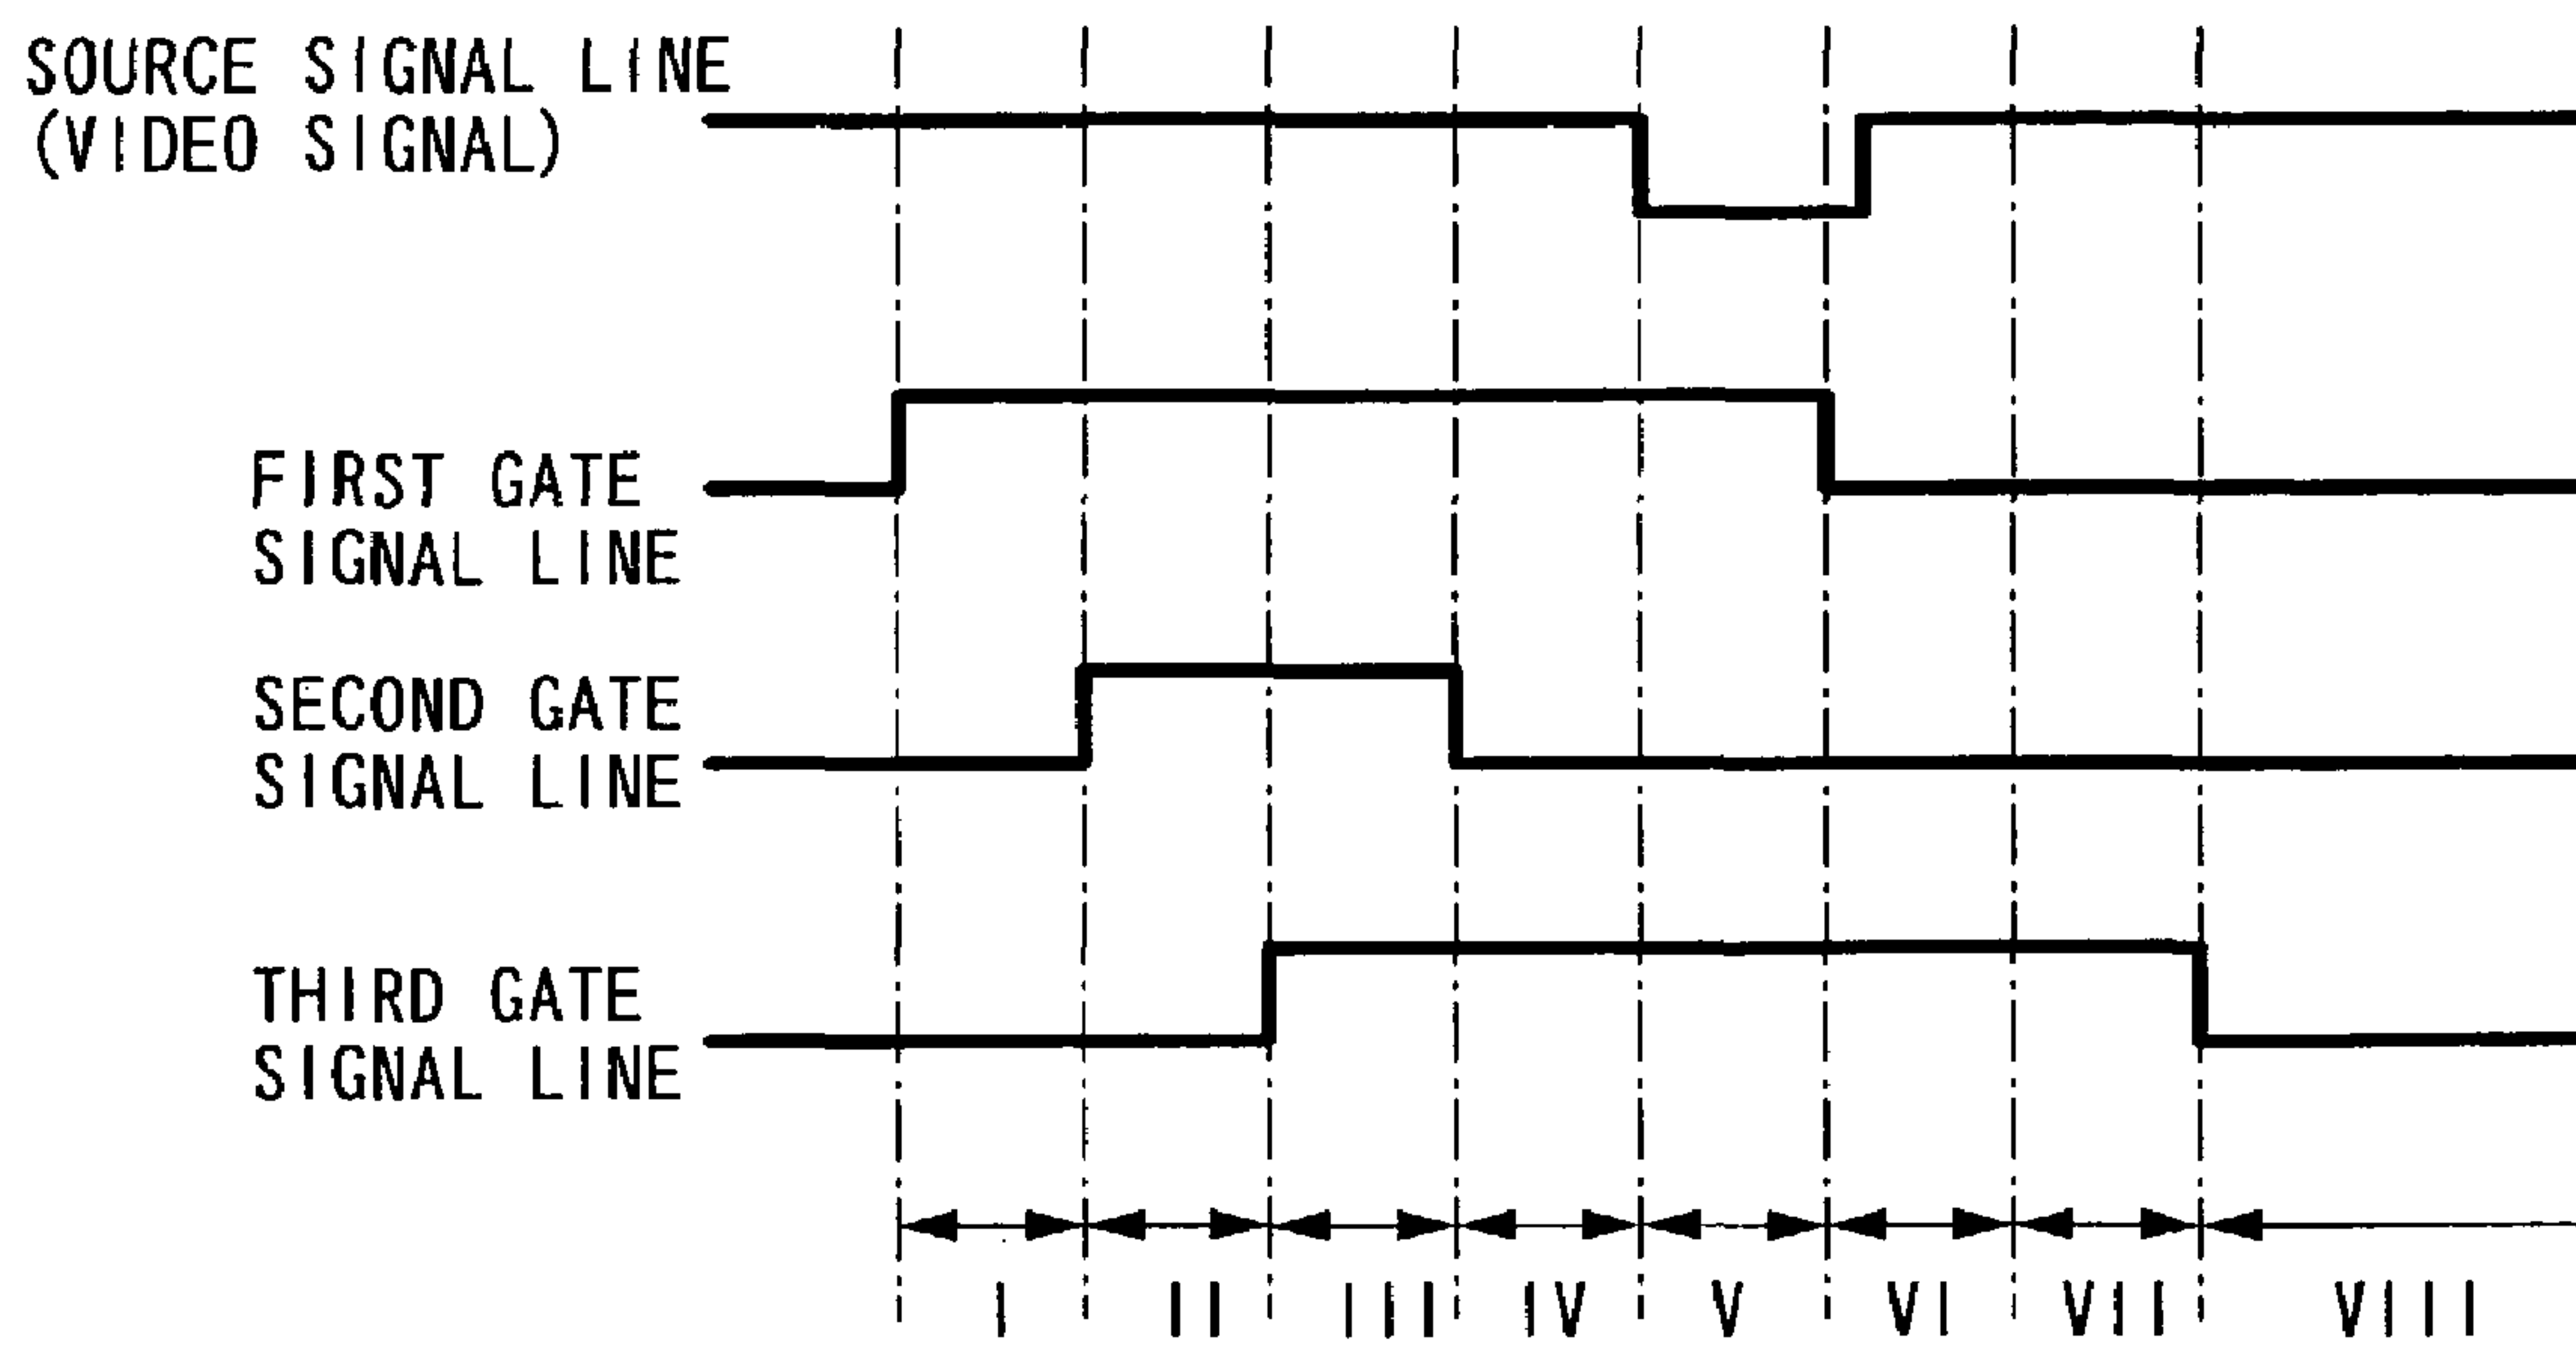 SOURCE SIGNAL LINE
(VIDEO SIGNAL)
FIRST GATE
SIGNAL LINE
SECOND GATE
SIGNAL LINE
THIRD GATE
SIGNAL LINE
I II III IV V VI VII VIII